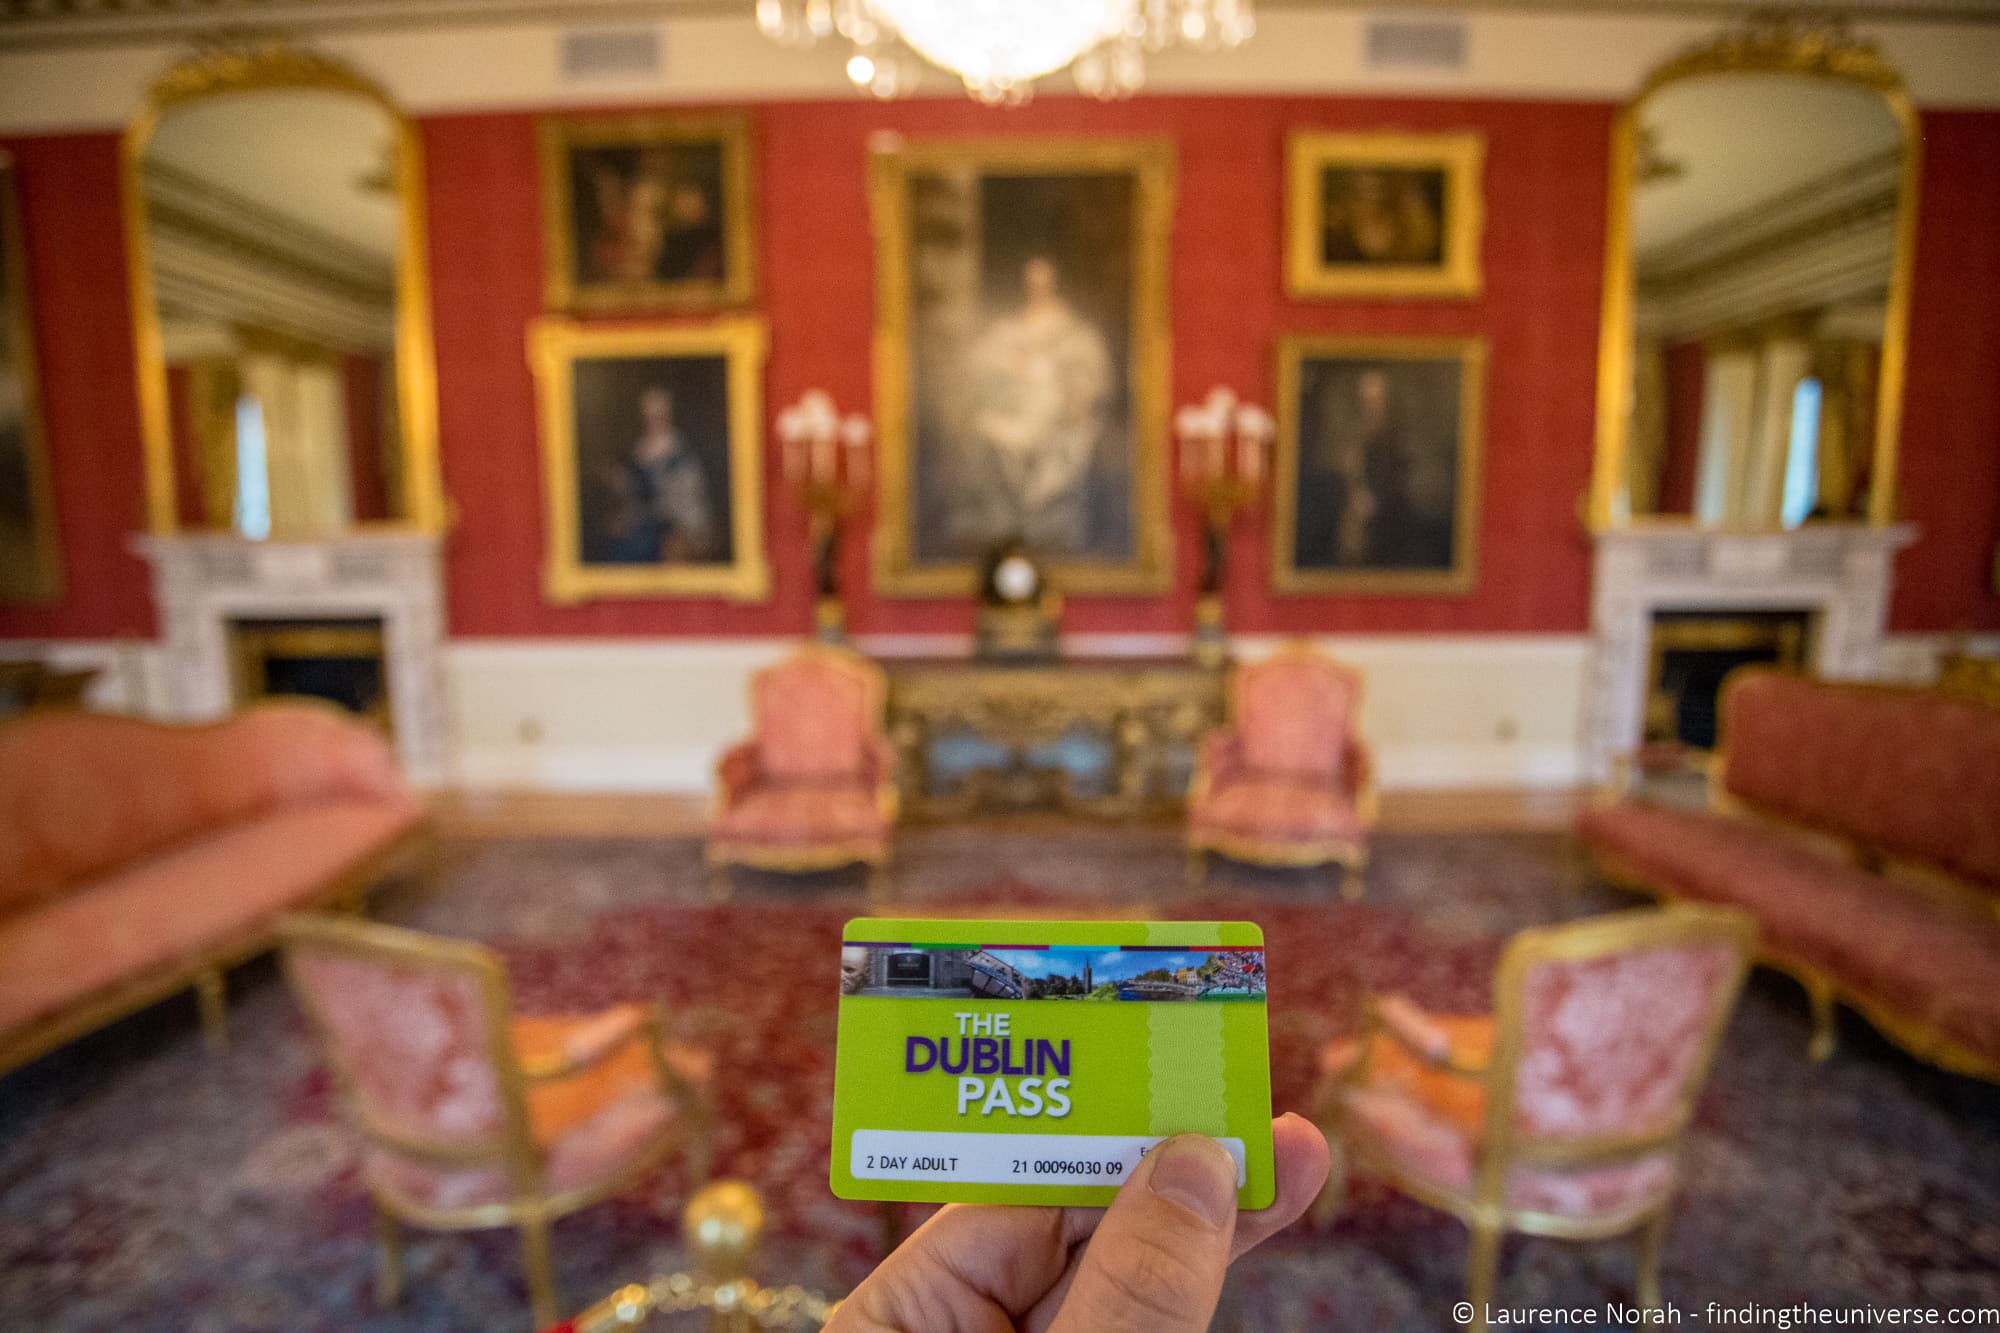 THE
DUBLIN
PASS
2 DAY ADULT 21 00096030 09
© Laurence Norah - findingtheuniverse.com